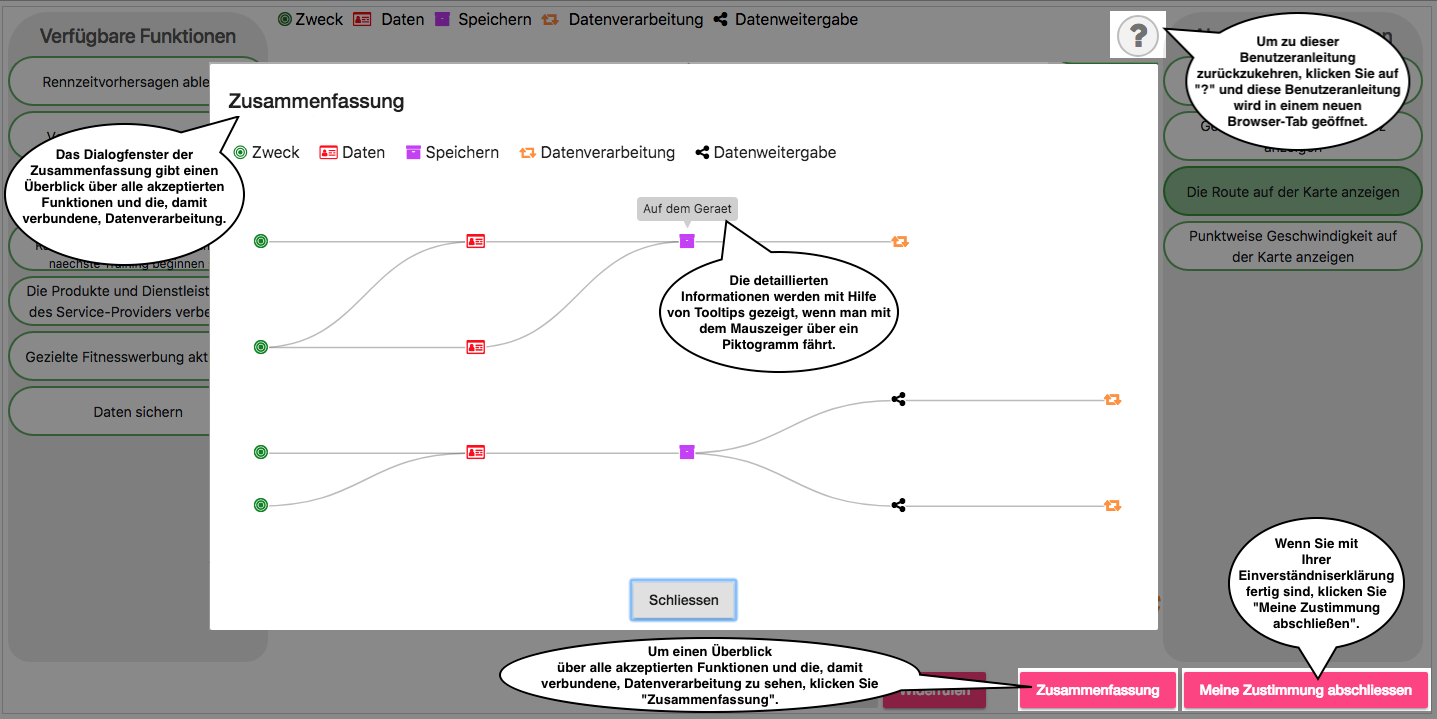 Zweck Daten Speichern Datenverarbeitung Datenweitergabe
Verfügbare Funktionen
Rennzeitvorhersagen able
naechste Training beginnen
Die Produkte und Dienstleist
des Service-Providers verbe
Gezielte Fitnesswerbung akt
Daten sichern
Das Dialogfenster der
Zusammenfassung gibt einen
Überblick über alle akzeptierten
Funktionen und die, damit
verbundene, Datenverarbeitung.
Zusammenfassung
Zweck Daten Speichern Datenverarbeitung Datenweitergabe
Auf dem Geraet
Die detaillierten
Informationen werden mit Hilfe
von Tooltips gezeigt, wenn man mit
dem Mauszeiger über ein
Piktogramm fährt.
Schliessen
?
Um zu dieser
Benutzeranleitung
zurückzukehren, klicken Sie auf
"?" und diese Benutzeranleitung
wird in einem neuen
Browser-Tab geöffnet.
anzeigen
Die Route auf der Karte anzeigen
Punktweise Geschwindigkeit auf
der Karte anzeigen
Wenn Sie mit
Ihrer
Einverständniserklärung
fertig sind, klicken Sie
"Meine Zustimmung
abschließen".
Um einen Überblick
über alle akzeptierten Funktionen und die, damit
verbundene, Datenverarbeitung zu sehen, klicken Sie
"Zusammenfassung".
Widerrufen
Zusammenfassung
Meine Zustimmung abschliessen